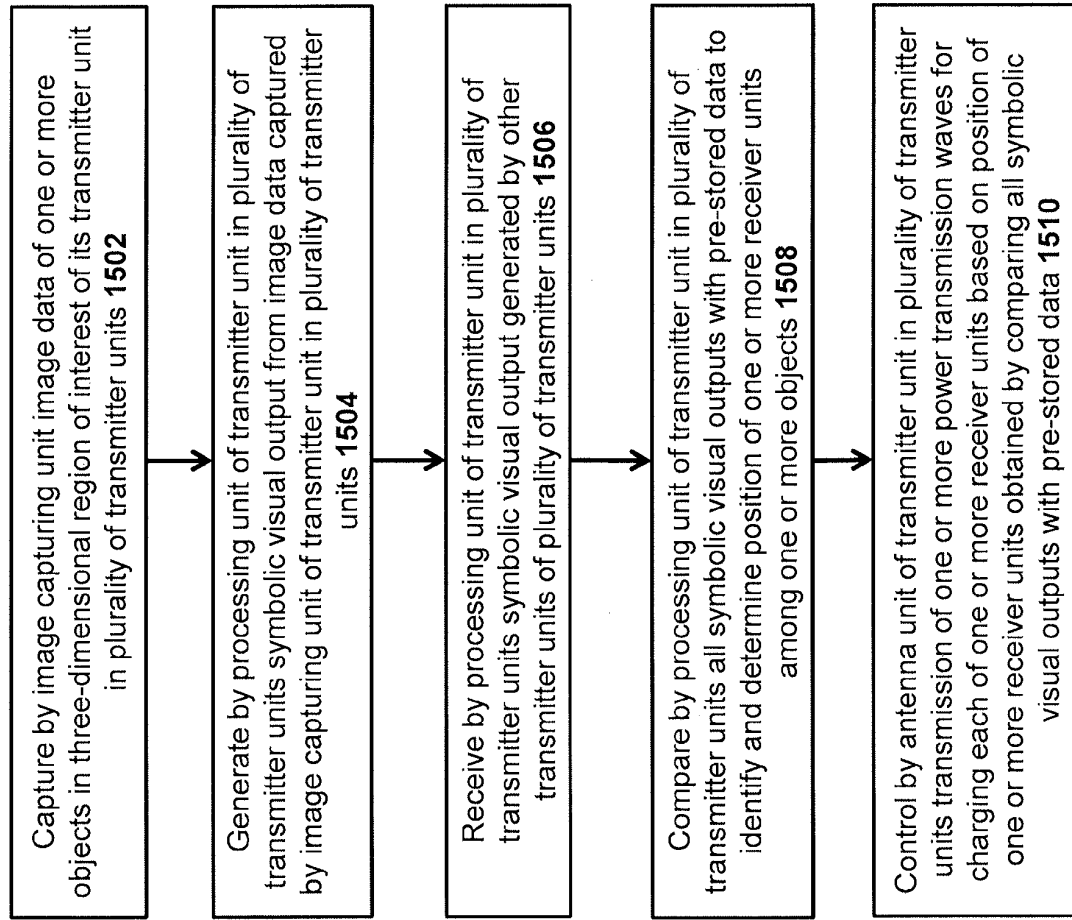 Capture by image capturing unit image data of one or more
objects in three-dimensional region of interest of its transmitter unit
in plurality of transmitter units 1502
Generate by processing unit of transmitter unit in plurality of
transmitter units symbolic visual output from image data captured
by image capturing unit of transmitter unit in plurality of transmitter
units 1504
Receive by processing unit of transmitter unit in plurality of
transmitter units symbolic visual output generated by other
transmitter units of plurality of transmitter units 1506
Compare by processing unit of transmitter unit in plurality of
transmitter units all symbolic visual outputs with pre-stored data to
identify and determine position of one or more receiver units
among one or more objects 1508
Control by antenna unit of transmitter unit in plurality of transmitter
units transmission of one or more power transmission waves for
charging each of one or more receiver units based on position of
one or more receiver units obtained by comparing all symbolic
visual outputs with pre-stored data 1510